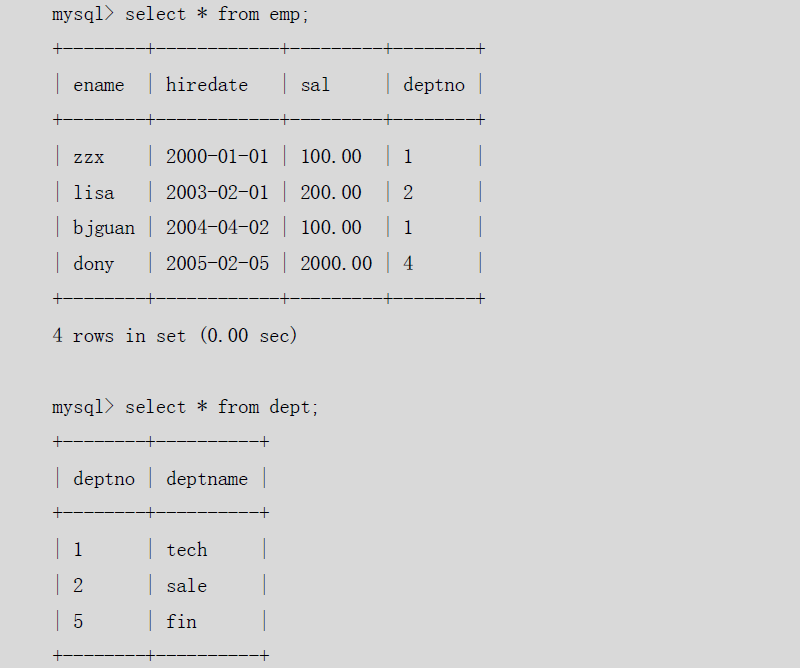 mysql> select * from emp;
+--------+------------+---------+--------+
| ename  | hiredate   | sal     | deptno |
+--------+------------+---------+--------+
| zzx    | 2000-01-01 | 100.00  | 1      |
| lisa   | 2003-02-01 | 200.00  | 2      |
| bjguan | 2004-04-02 | 100.00  | 1      |
| dony   | 2005-02-05 | 2000.00 | 4      |
+--------+------------+---------+--------+
4 rows in set (0.00 sec)
mysql> select * from dept;
+--------+----------+
| deptno | deptname |
+--------+----------+
| 1      | tech     |
| 2      | sale     |
| 5      | fin      |
+--------+----------+